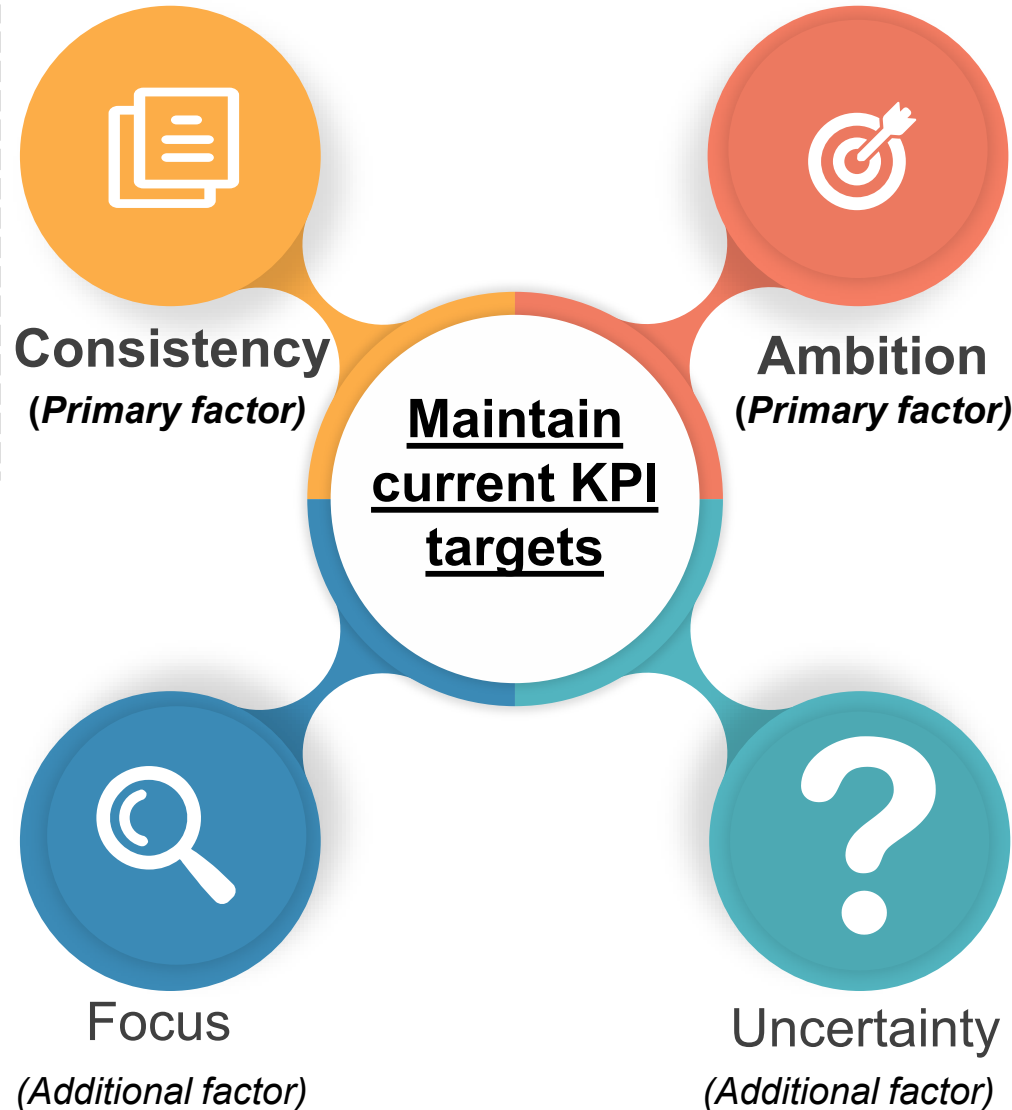 Consistency
(Primary factor)
Ambition
(Primary factor)
Maintain
current KPI
targets
Focus
(Additional factor)
Uncertainty
(Additional factor)